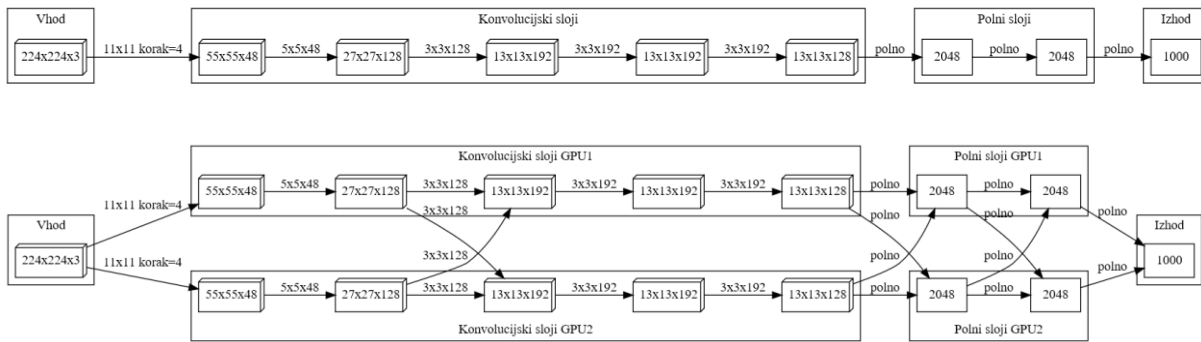 Vhod
Konvolucijski sloji
Polni sloji
Izhod
224x224x3
11x11 korak=4
55x55x48
5x5x48
27x27x128
3x3x128
13x13x192
3x3x192
13x13x192
3x3x192
13x13x128
polno
2048
polno
2048
polno
1000
Konvolucijski sloji GPU1
Polni sloji GPU1
55x55x48
5x5x48
27x27x128
3x3x128
13x13x192
3x3x192
13x13x192
3x3x192
13x13x128
polno
2048
polno
2048
11x11 korak=4
3x3x128
polno
polno
polno
Vhod
Izhod
224x224x3
3x3x128
polno
polno
1000
11x11 korak=4
polno
55x55x48
5x5x48
27x27x128
3x3x128
13x13x192
3x3x192
13x13x192
3x3x192
13x13x128
polno
2048
polno
2048
Konvolucijski sloji GPU2
Polni sloji GPU2